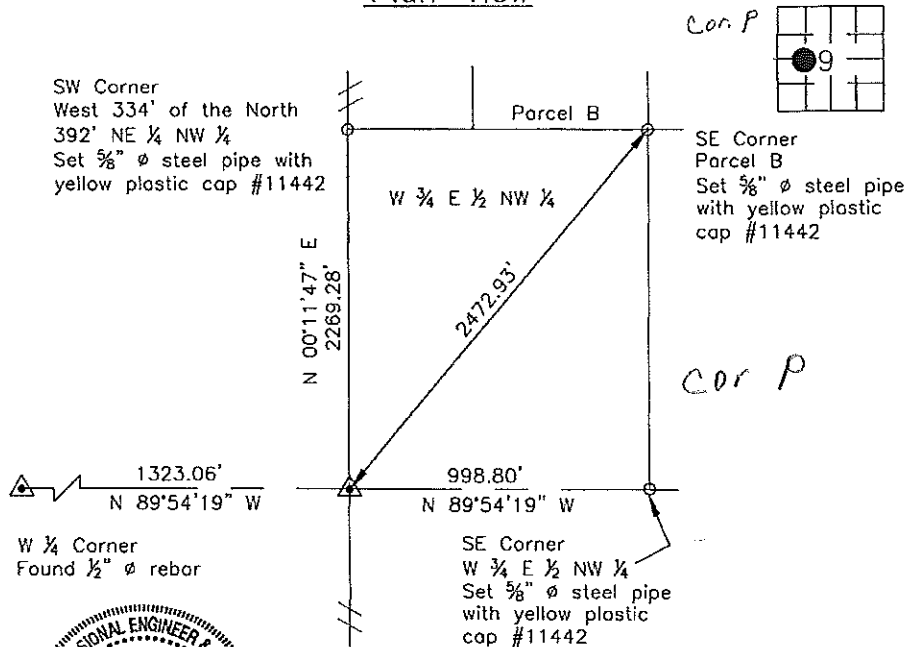 Plan View
Cor. P
9
SW Corner
West 334' of the North
392' NE ¼ NW ¼
Set ⅝" ø steel pipe with
yellow plastic cap #11442
Parcel B
SE Corner
Parcel B
Set ⅝" ø steel pipe
with yellow plastic
cap #11442
W ¾ E ½ NW ¼
N 00°11'47" E
2269.28'
2472.93'
Cor P
1323.06'
N 89°54'19" W
998.80'
N 89°54'19" W
W ¼ Corner
Found ½" ø rebar
SE Corner
W ¾ E ½ NW ¼
Set ⅝" ø steel pipe
with yellow plastic
cap #11442
SIONAL ENGINEER &